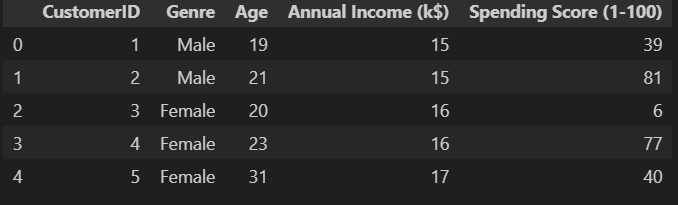 CustomerID Genre Age Annual Income (k$) Spending Score (1-100)
0 1 Male 19 15 39
1 2 Male 21 15 81
2 3 Female 20 16 6
3 4 Female 23 16 77
4 5 Female 31 17 40